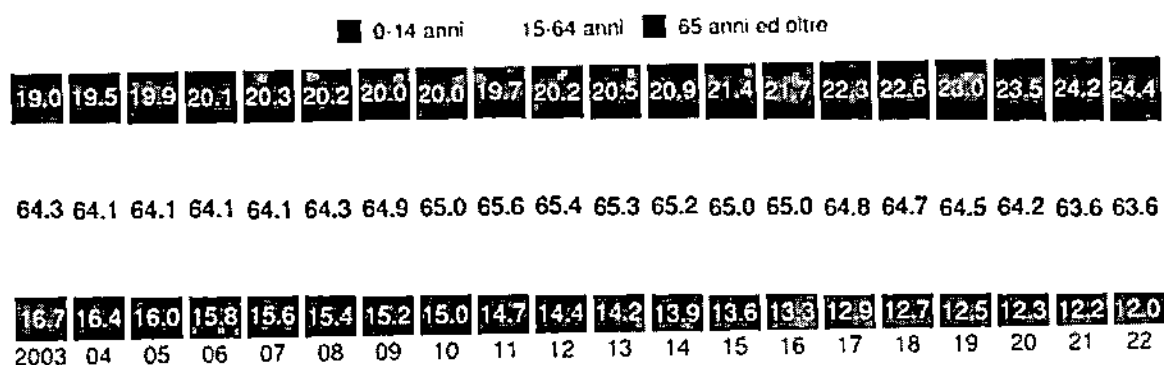 0-14 anni 15-64 anni 65 anni ed oltre
19.0 19.5 19.9 20.1 20.3 20.2 20.0 20.0 19.7 20.2 20.5 20.9 21.4 21.7 22.3 22.6 23.0 23.5 24.2 24.4
64.3 64.1 64.1 64.1 64.1 64.3 64.9 65.0 65.6 65.4 65.3 65.2 65.0 65.0 64.8 64.7 64.5 64.2 63.6 63.6
16.7 16.4 16.0 15.8 15.6 15.4 15.2 15.0 14.7 14.4 14.2 13.9 13.6 13.3 12.9 12.7 12.5 12.3 12.2 12.0
2003 04 05 06 07 08 09 10 11 12 13 14 15 16 17 18 19 20 21 22